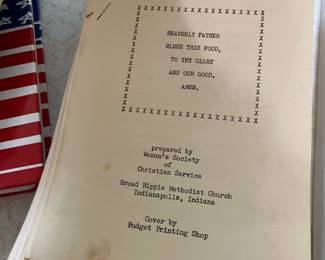 X X X X X X X X X X X X X X X X X X
HEAVENLY FATHER
BLESS THIS FOOD,
TO THY GLORY
AND OUR GOOD.
AMEN.
X X X X X X X X X X X X X X X X X X
prepared by
Woman's Society
of
Christian Service
Broad Ripple Methodist Church
Indianapolis, Indiana
Cover by
Budget Printing Shop